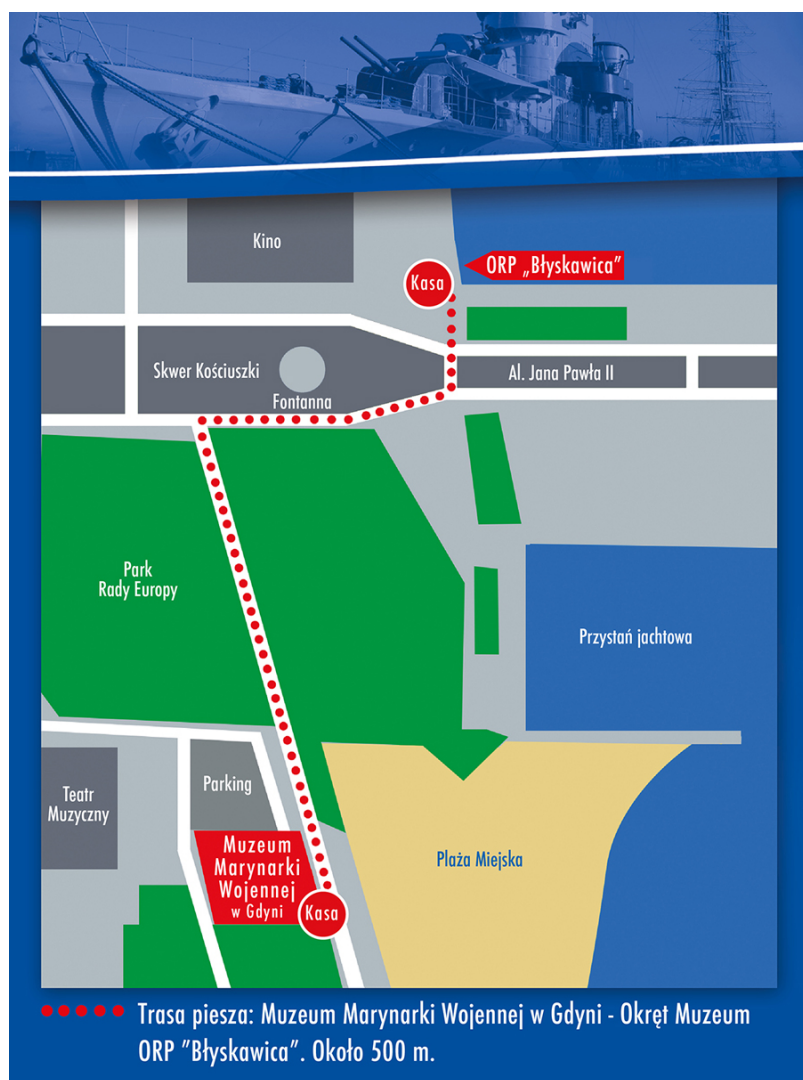 Kino
ORP „Błyskawica”
Kasa
Skwer Kościuszki
Al. Jana Pawła II
Fontanna
Park
Rady Europy
Przystań jachtowa
Teatr
Muzyczny
Parking
Muzeum
Marynarki
Wojennej
w Gdyni
Kasa
Plaża Miejska
Trasa piesza: Muzeum Marynarki Wojennej w Gdyni - Okręt Muzeum
ORP "Błyskawica". Około 500 m.